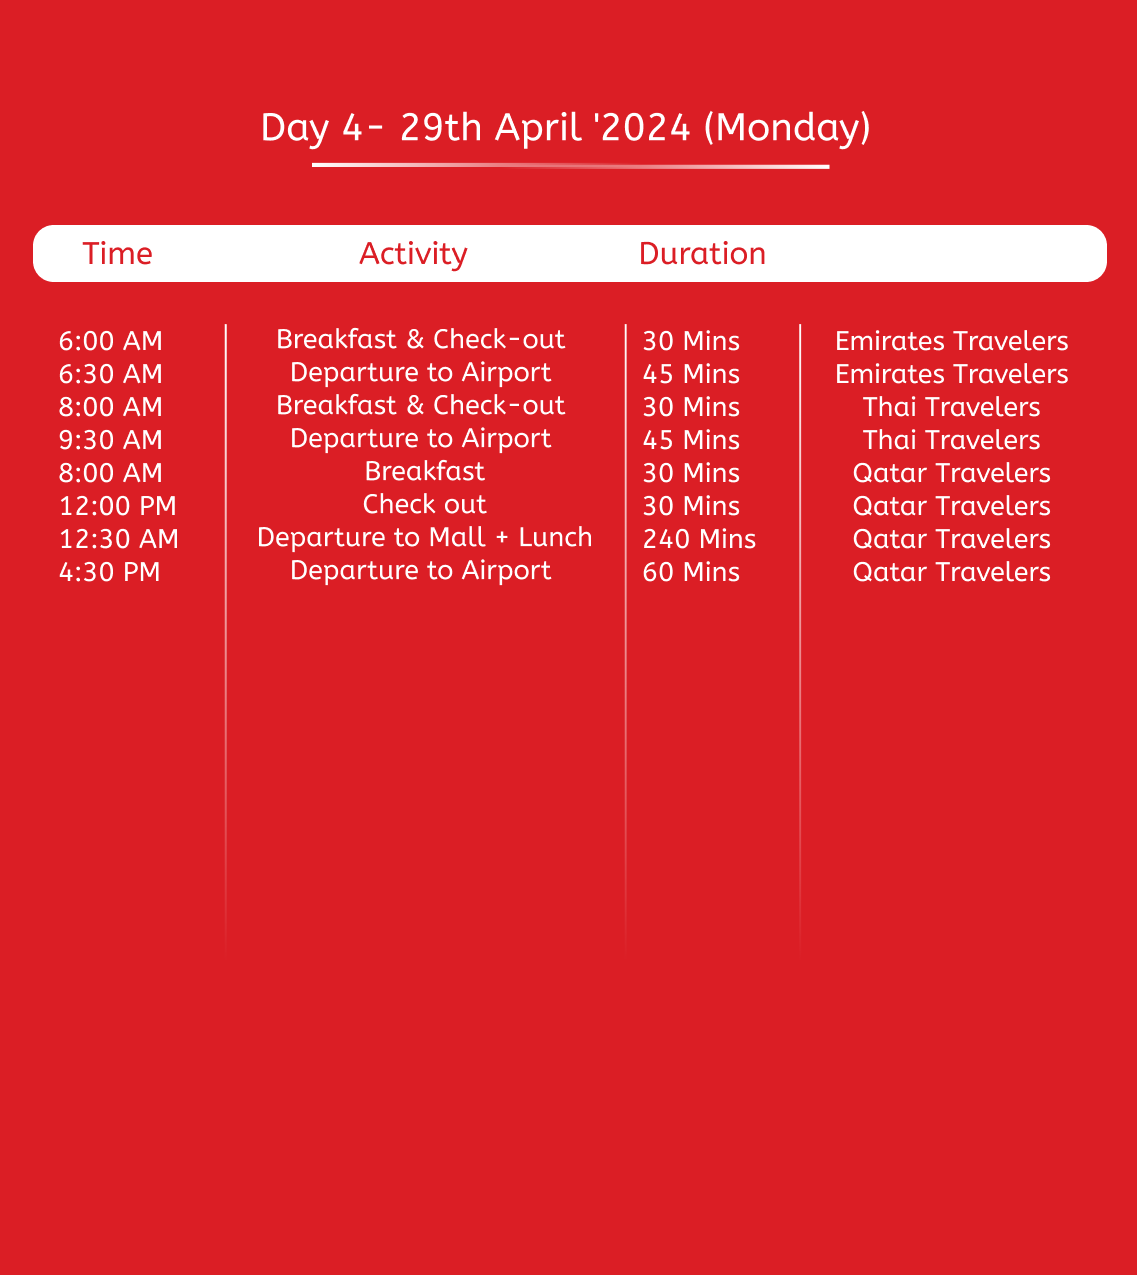 Day 4- 29th April '2024 (Monday)
Time Activity Duration
6:00 AM Breakfast & Check-out 30 Mins Emirates Travelers
6:30 AM Departure to Airport 45 Mins Emirates Travelers
8:00 AM Breakfast & Check-out 30 Mins Thai Travelers
9:30 AM Departure to Airport 45 Mins Thai Travelers
8:00 AM Breakfast 30 Mins Qatar Travelers
12:00 PM Check out 30 Mins Qatar Travelers
12:30 AM Departure to Mall + Lunch 240 Mins Qatar Travelers
4:30 PM Departure to Airport 60 Mins Qatar Travelers